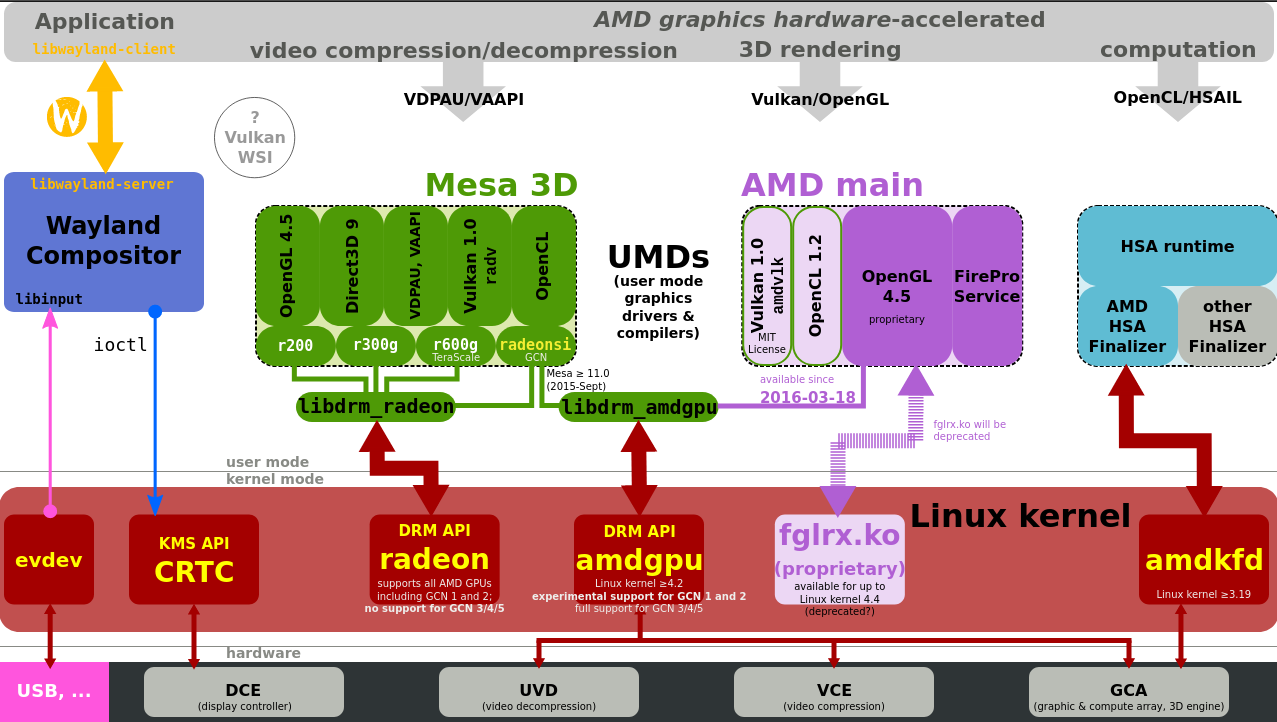 Application
AMD graphics hardware-accelerated
libwayland-client
video compression/decompression
3D rendering
computation
VDPAU/VAAPI
Vulkan/OpenGL
OpenCL/HSAIL
W
?
Vulkan
WSI
libwayland-server
Wayland
Compositor
libinput
ioctl
Mesa 3D
OpenGL 4.5
Direct3D 9
VDPAU, VAAPI
Vulkan 1.0
radv
OpenCL
r200
r300g
r600g
TeraScale
radeonsi
GCN
Mesa ≥ 11.0
(2015-Sept)
libdrm_radeon
libdrm_amdgpu
UMDs
(user mode
graphics
drivers &
compilers)
AMD main
Vulkan 1.0
amdvlk
MIT
License
OpenCL 1.2
OpenGL
4.5
proprietary
FirePro
Service
available since
2016-03-18
fglrx.ko will be
deprecated
HSA runtime
AMD
HSA
Finalizer
other
HSA
Finalizer
user mode
kernel mode
Linux kernel
evdev
KMS API
CRTC
DRM API
radeon
supports all AMD GPUs
including GCN 1 and 2;
no support for GCN 3/4/5
DRM API
amdgpu
Linux kernel ≥4.2
experimental support for GCN 1 and 2
full support for GCN 3/4/5
fglrx.ko
(proprietary)
available for up to
Linux kernel 4.4
(deprecated?)
amdkfd
Linux kernel ≥3.19
hardware
USB, ...
DCE
(display controller)
UVD
(video decompression)
VCE
(video compression)
GCA
(graphic & compute array, 3D engine)